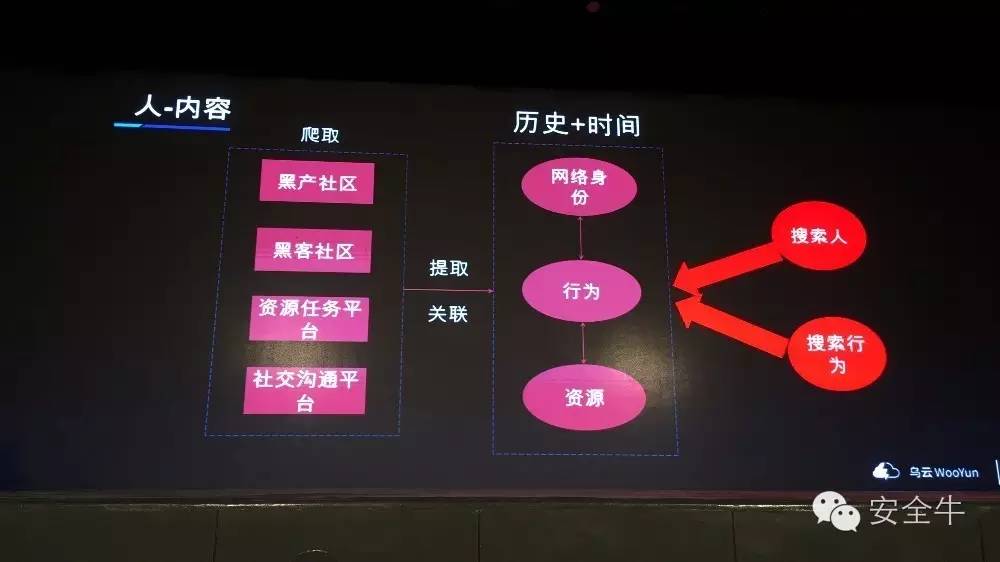 人-内容
爬取
黑产社区
黑客社区
资源任务平
台
社交沟通平
台
提取
关联
历史+时间
网络身
份
行为
资源
搜索人
搜索行
为
乌云 WooYun
安全牛